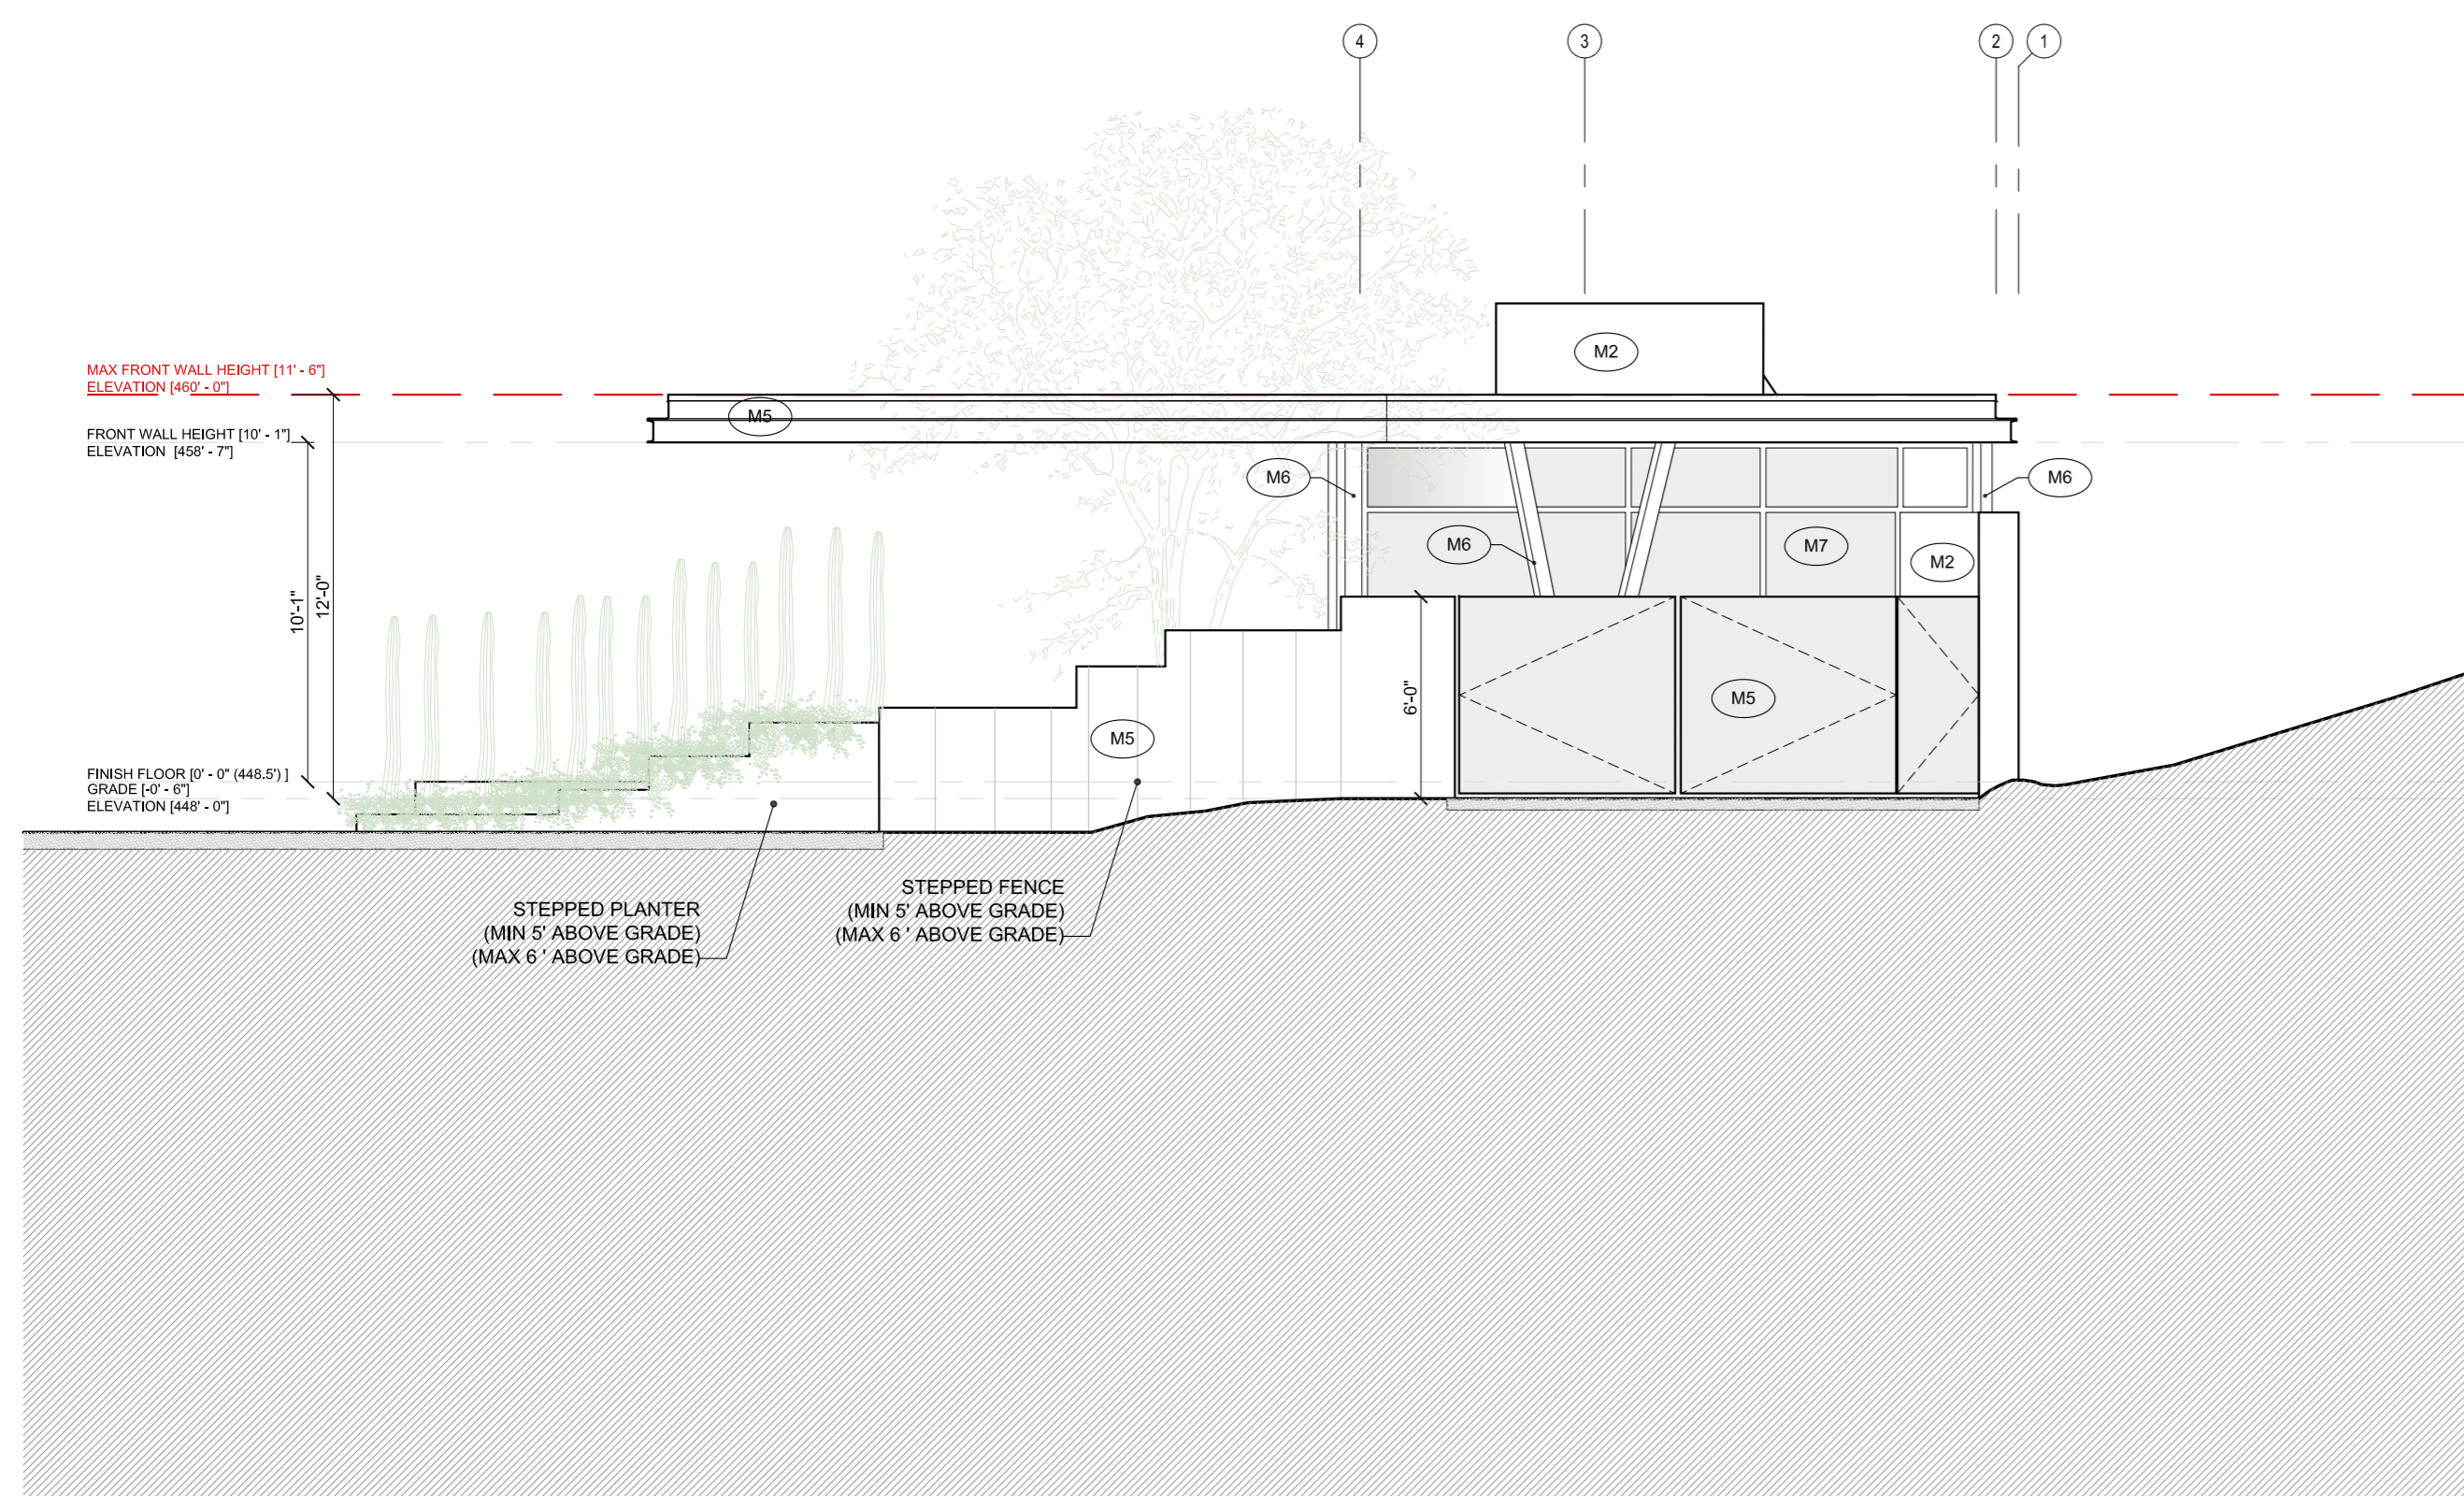 4
3
2
1
M2
MAX FRONT WALL HEIGHT [11' - 6"]
ELEVATION [460' - 0"]
M5
FRONT WALL HEIGHT [10' - 1"]
ELEVATION [458' - 7"]
M6
M6
M6
M7
M2
10'-1"
12'-0"
6'-0"
M5
M5
FINISH FLOOR [0' - 0" (448.5') ]
GRADE [-0' - 6"]
ELEVATION [448' - 0"]
STEPPED PLANTER
(MIN 5' ABOVE GRADE)
(MAX 6 ' ABOVE GRADE)
STEPPED FENCE
(MIN 5' ABOVE GRADE)
(MAX 6 ' ABOVE GRADE)